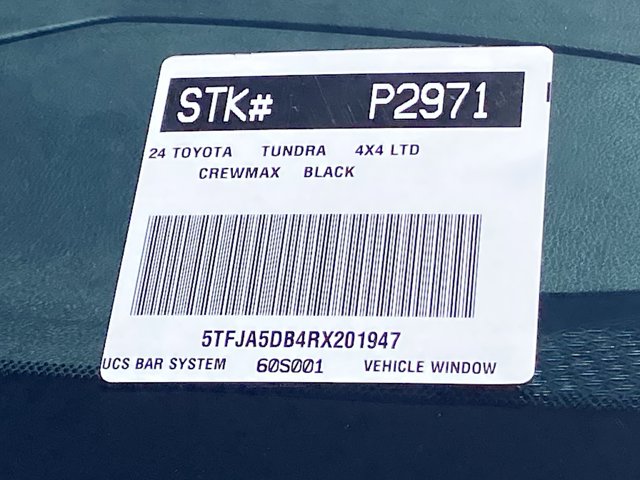 STK# P2971
24 TOYOTA TUNDRA 4X4 LTD
CREWMAX BLACK
5TFJA5DB4RX201947
UCS BAR SYSTEM 60S001 VEHICLE WINDOW